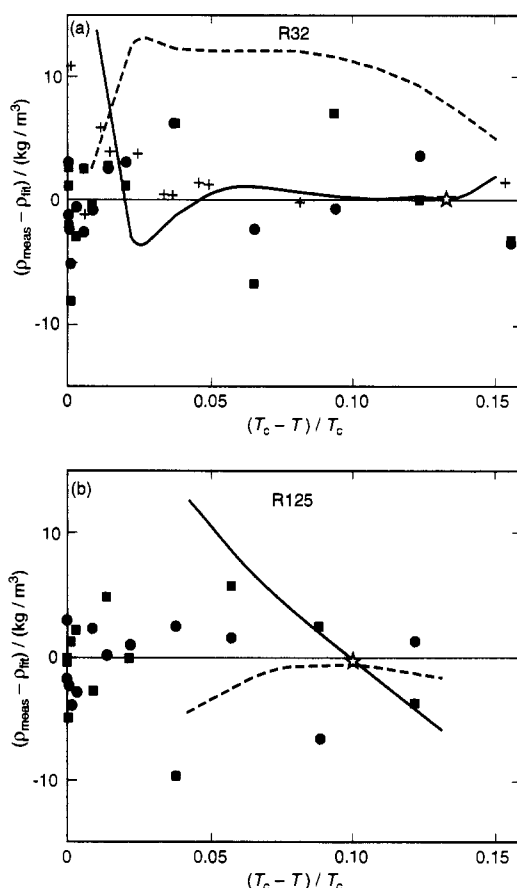 (a)
R32
10
0
-10
(ρmeas − ρfit) / (kg / m³)
0
0.05
0.10
0.15
(Tc − T) / Tc
(b)
R125
10
0
-10
(ρmeas − ρfit) / (kg / m³)
0
0.05
0.10
0.15
(Tc − T) / Tc